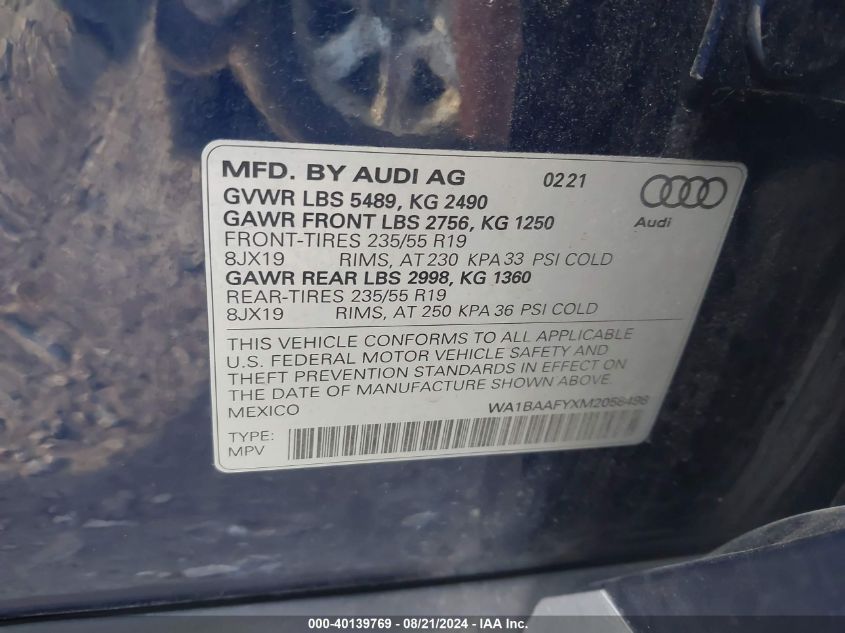 MFD. BY AUDI AG 02 21
GVWR LBS 5489, KG 2490
GAWR FRONT LBS 2756, KG 1250
Audi
FRONT-TIRES 235/55 R19
8JX19 RIMS, AT 230 KPA 33 PSI COLD
GAWR REAR LBS 2998, KG 1360
REAR-TIRES 235/55 R19
8JX19 RIMS, AT 250 KPA 36 PSI COLD
THIS VEHICLE CONFORMS TO ALL APPLICABLE
U.S. FEDERAL MOTOR VEHICLE SAFETY AND
THEFT PREVENTION STANDARDS IN EFFECT ON
THE DATE OF MANUFACTURE SHOWN ABOVE.
MEXICO WA1BAAFYXM2058498
TYPE:
MPV
000-40139769 - 08/21/2024 - IAA Inc.